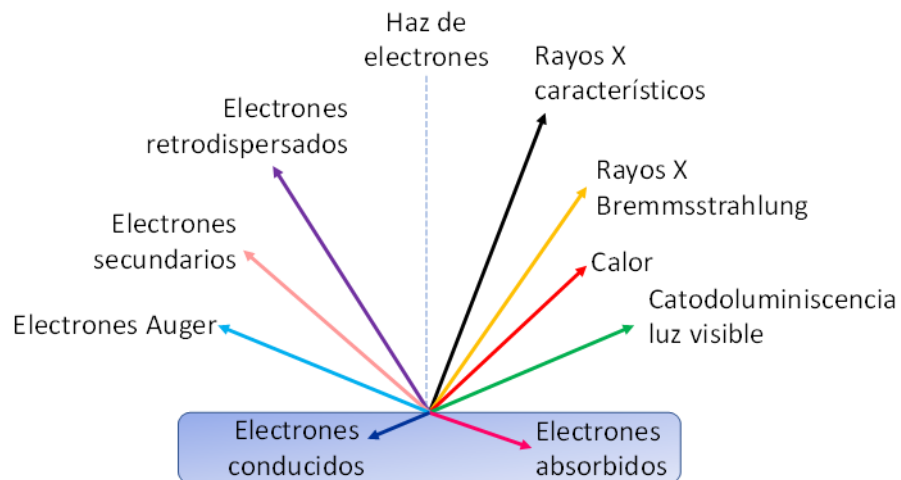 Haz de
electrones
Rayos X
característicos
Electrones
retrodispersados
Rayos X
Bremmsstrahlung
Electrones
secundarios
Calor
Catodoluminiscencia
luz visible
Electrones Auger
Electrones
conducidos
Electrones
absorbidos